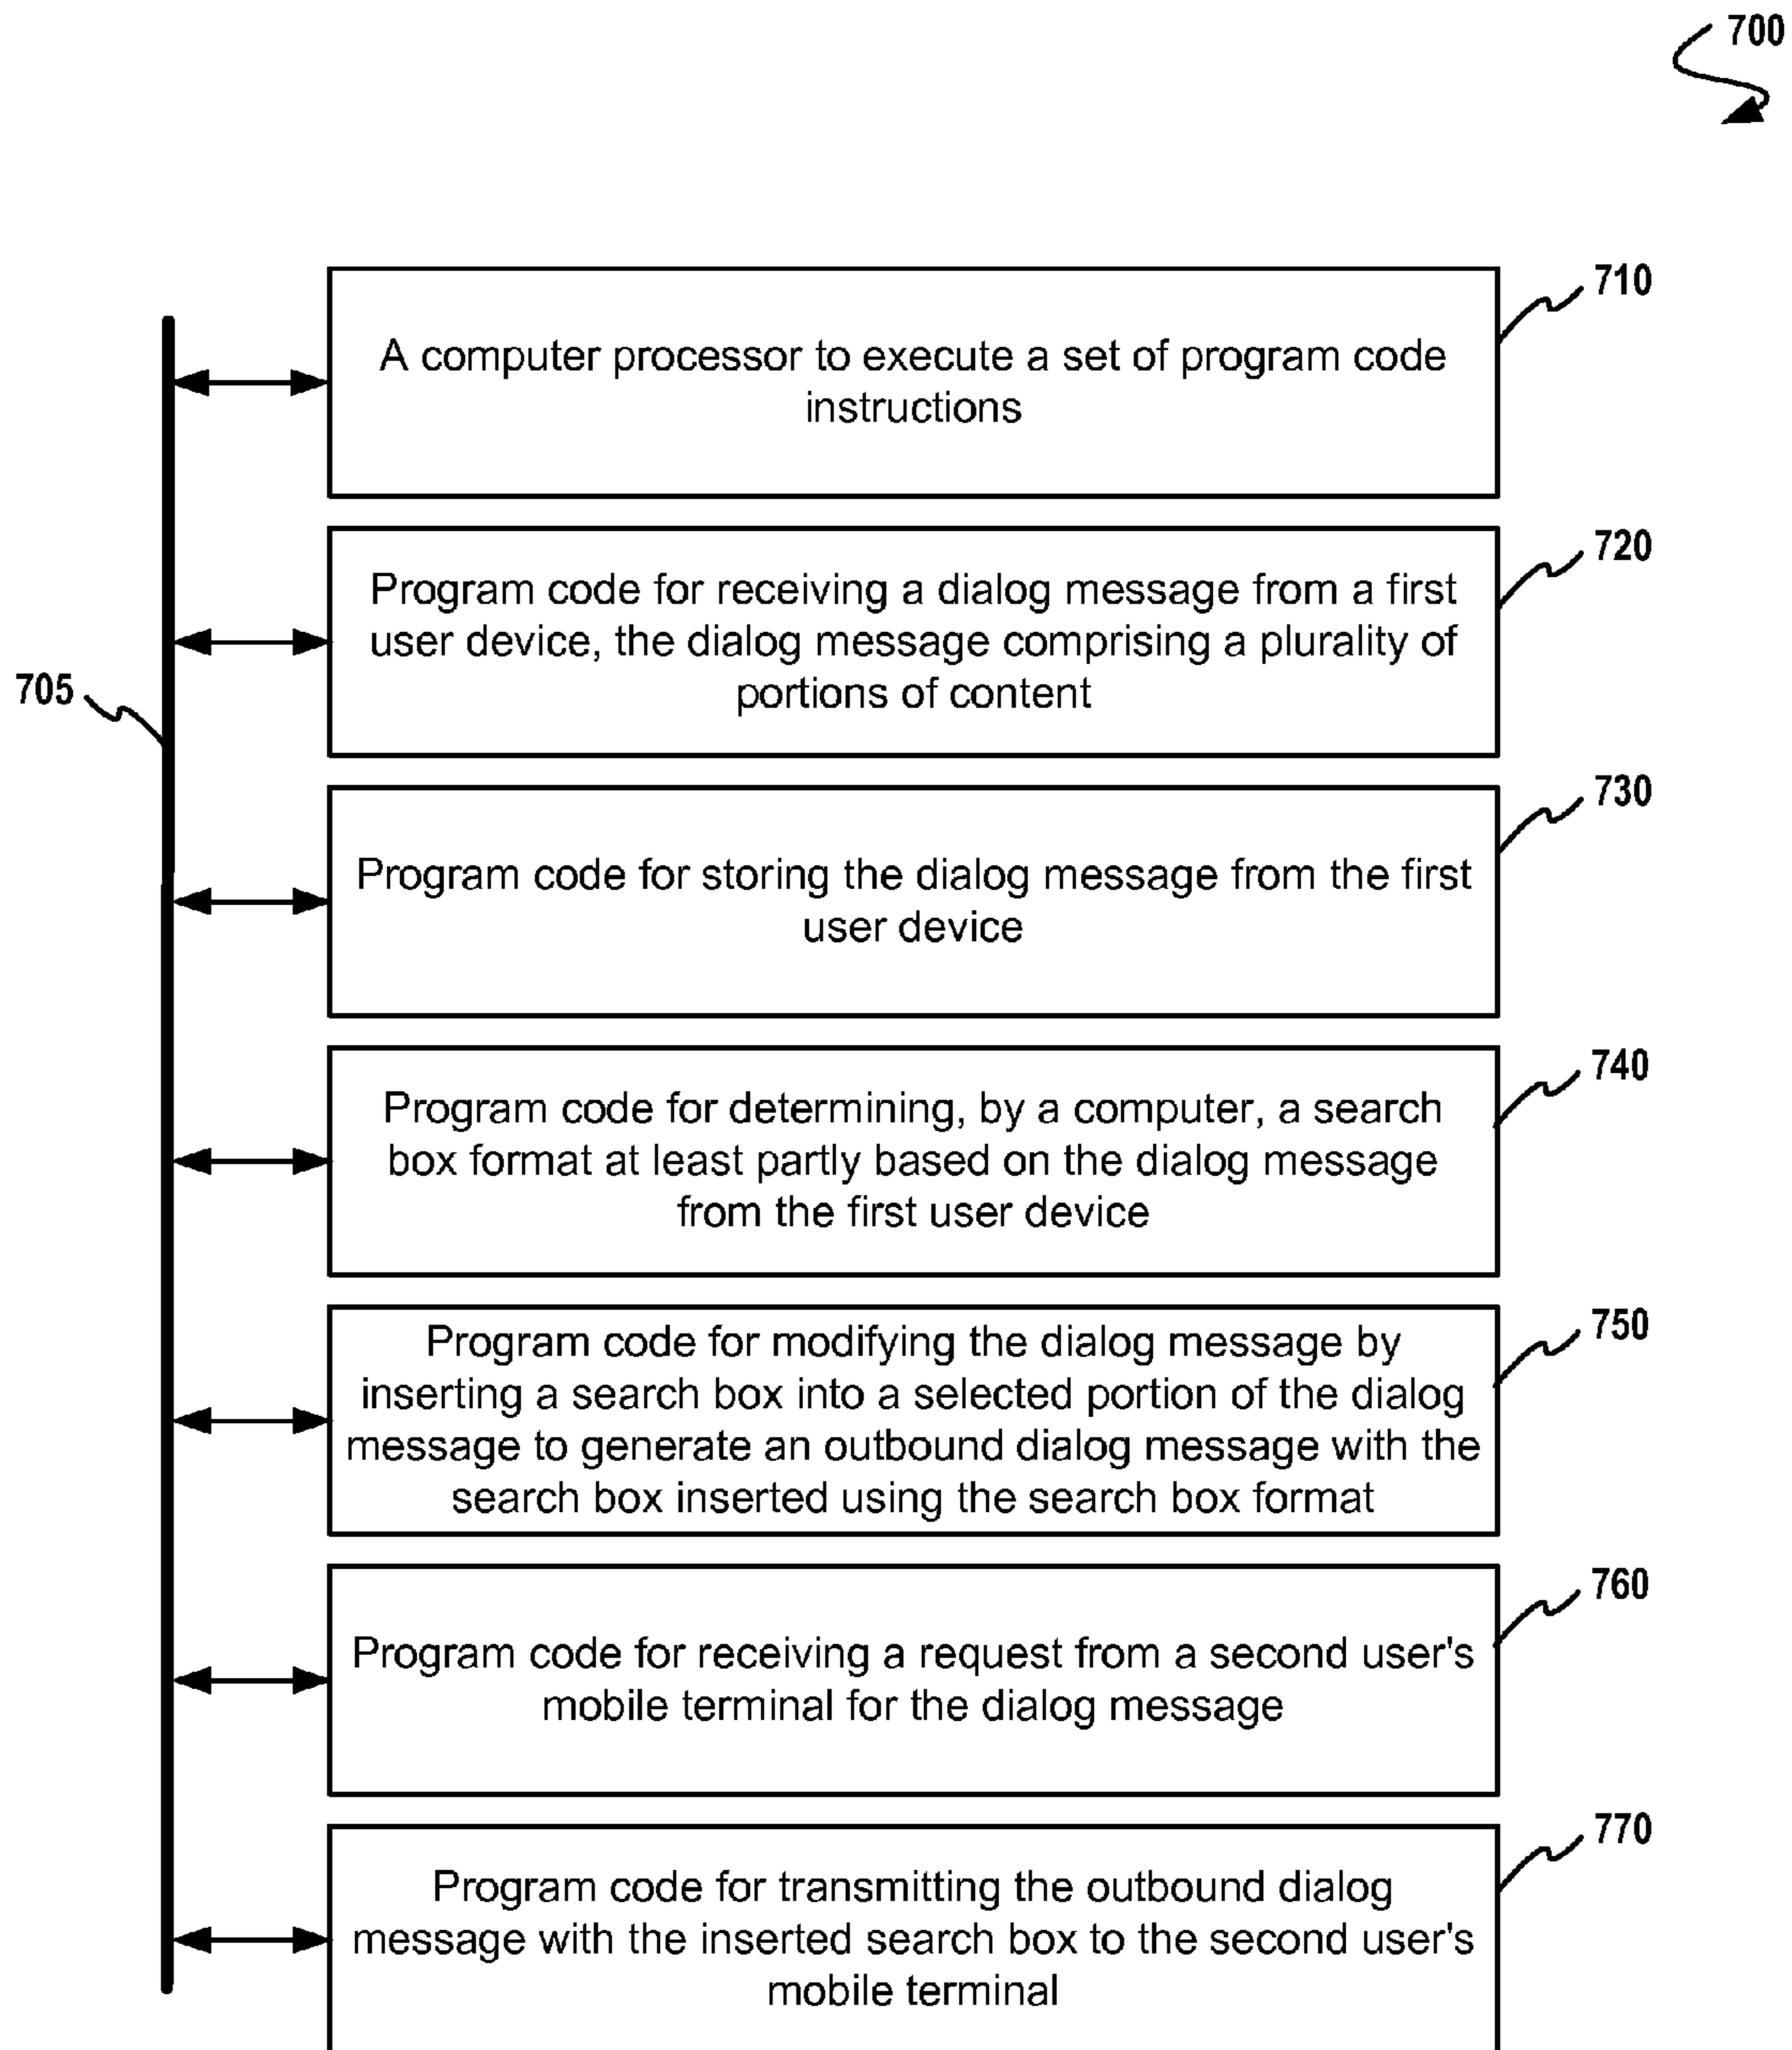 700
710
A computer processor to execute a set of program code
instructions
720
Program code for receiving a dialog message from a first
user device, the dialog message comprising a plurality of
portions of content
705
730
Program code for storing the dialog message from the first
user device
740
Program code for determining, by a computer, a search
box format at least partly based on the dialog message
from the first user device
750
Program code for modifying the dialog message by
inserting a search box into a selected portion of the dialog
message to generate an outbound dialog message with the
search box inserted using the search box format
760
Program code for receiving a request from a second user's
mobile terminal for the dialog message
770
Program code for transmitting the outbound dialog
message with the inserted search box to the second user's
mobile terminal